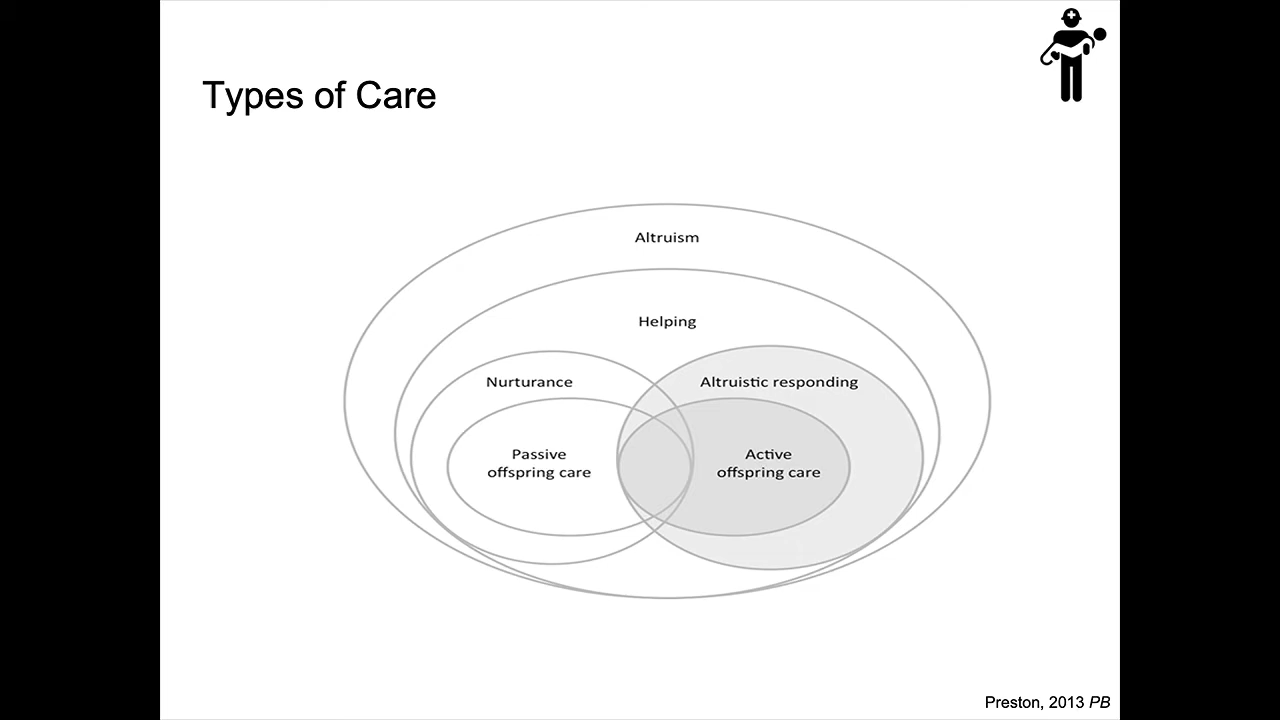 Types of Care
Altruism
Helping
Nurturance
Altruistic responding
Passive
offspring care
Active
offspring care
Preston, 2013 PB